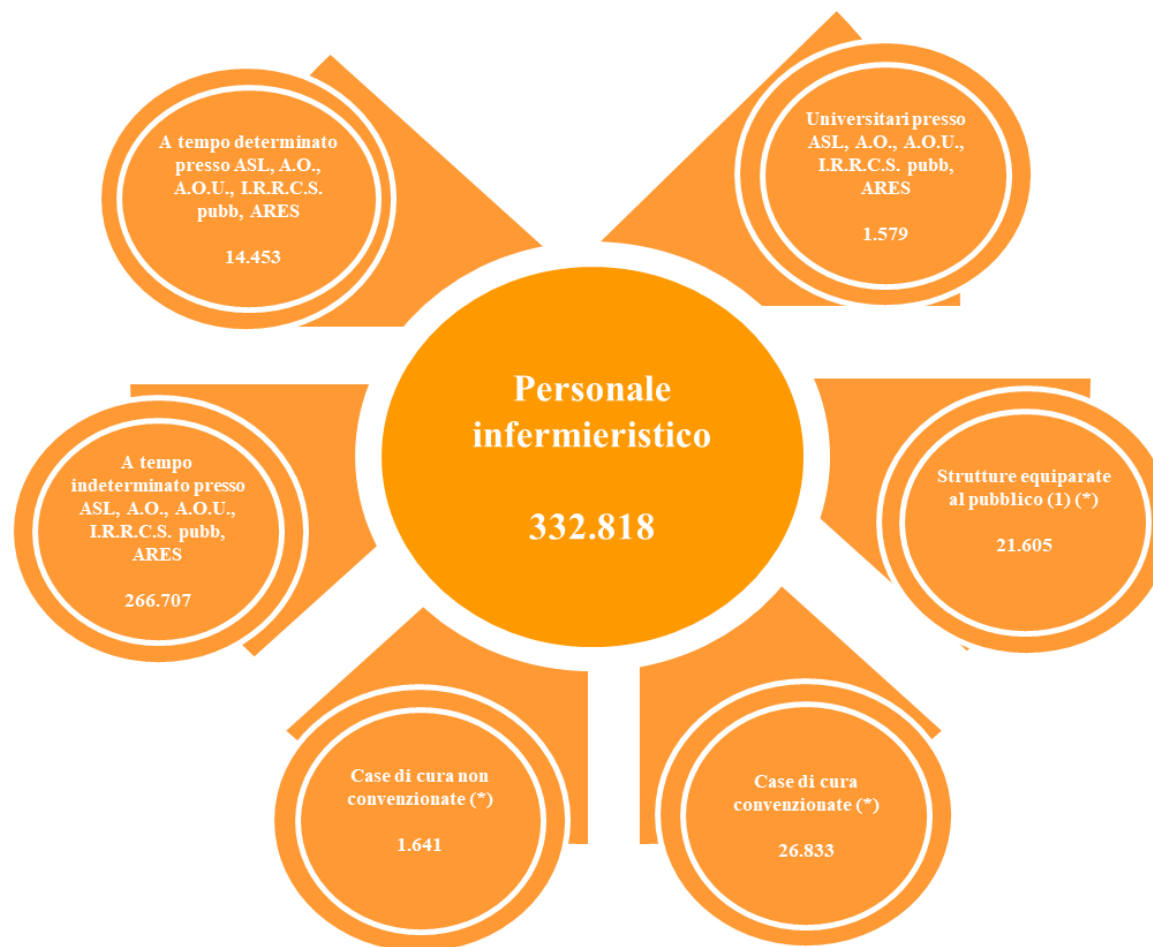 A tempo determinato
presso ASL, A.O.,
A.O.U., I.R.R.C.S.
pubb, ARES
14.453
Universitari presso
ASL, A.O., A.O.U.,
I.R.R.C.S. pubb,
ARES
1.579
Personale
infermieristico
332.818
A tempo
indeterminato presso
ASL, A.O., A.O.U.,
I.R.R.C.S. pubb,
ARES
266.707
Strutture equiparate
al pubblico (1) (*)
21.605
Case di cura non
convenzionate (*)
1.641
Case di cura
convenzionate (*)
26.833